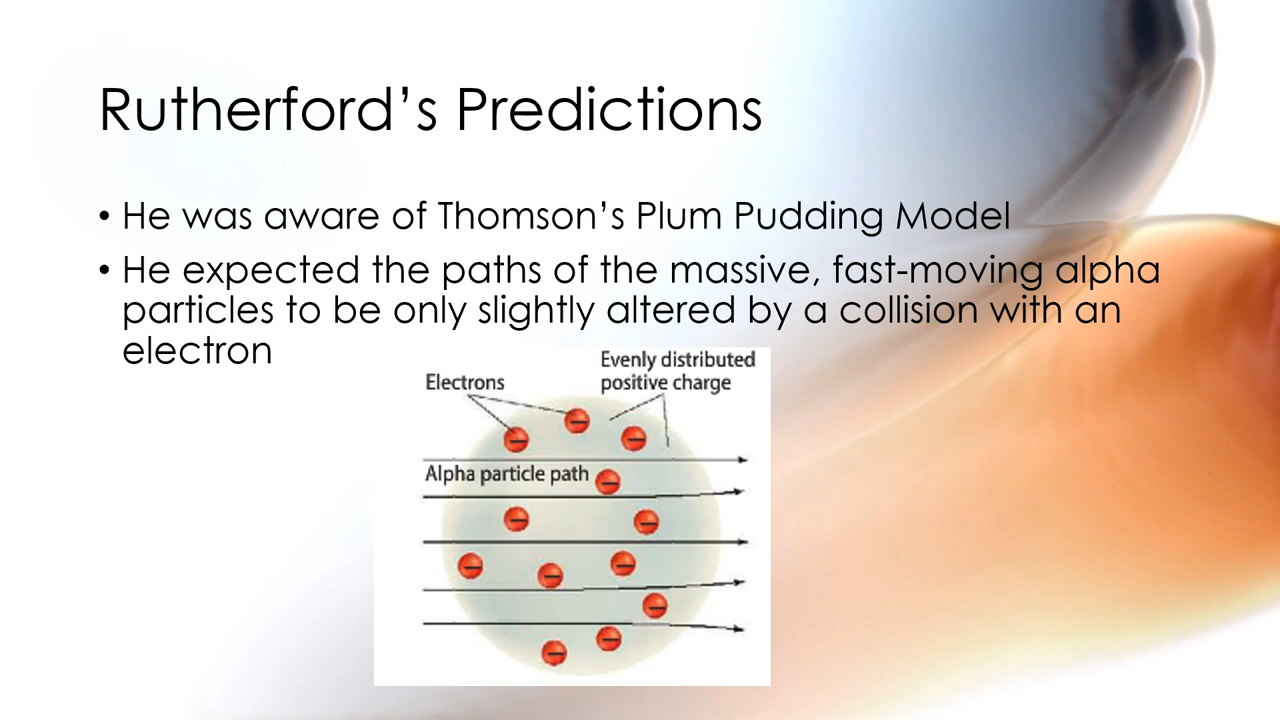 Rutherford’s Predictions
• He was aware of Thomson’s Plum Pudding Model
• He expected the paths of the massive, fast-moving alpha
particles to be only slightly altered by a collision with an
electron
Evenly distributed
positive charge
Electrons
Alpha particle path